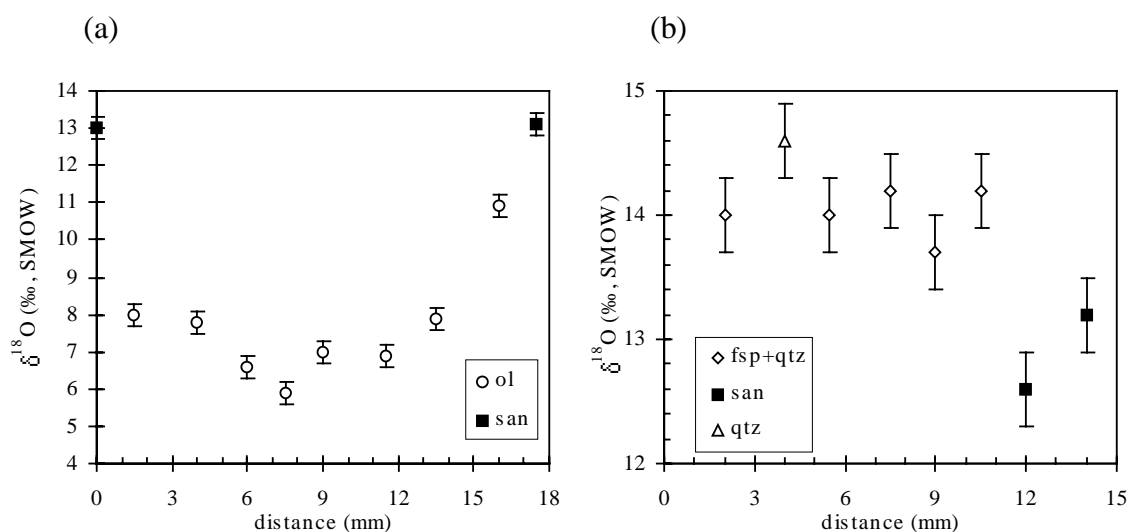 (a)
14
13
12
11
10
9
8
7
6
5
4
δ18O (‰, SMOW)
0 3 6 9 12 15 18
distance (mm)
ol
san
(b)
15
14
13
12
δ18O (‰, SMOW)
0 3 6 9 12 15
distance (mm)
fsp+qtz
san
qtz